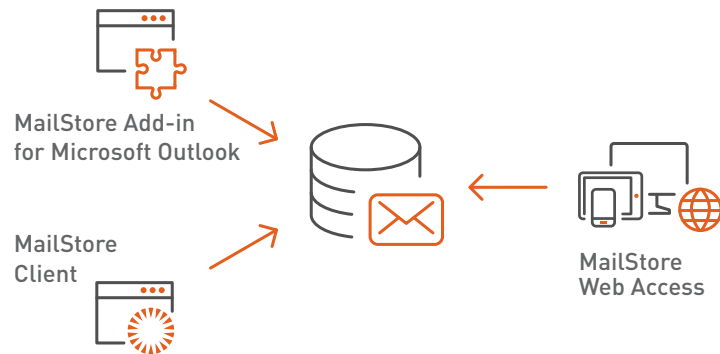 MailStore Add-in
for Microsoft Outlook
MailStore
Client
MailStore
Web Access